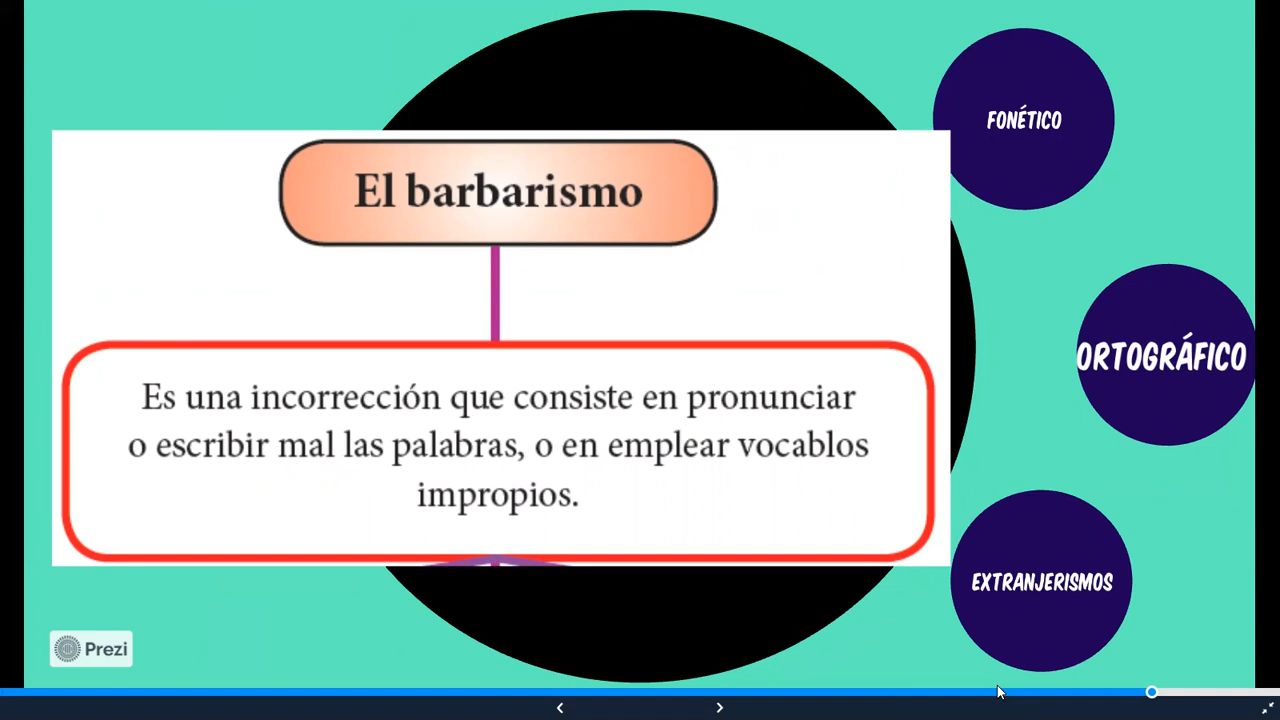 El barbarismo
Es una incorrección que consiste en pronunciar
o escribir mal las palabras, o en emplear vocablos
impropios.
FONÉTICO
ORTOGRÁFICO
EXTRANJERISMOS
Prezi